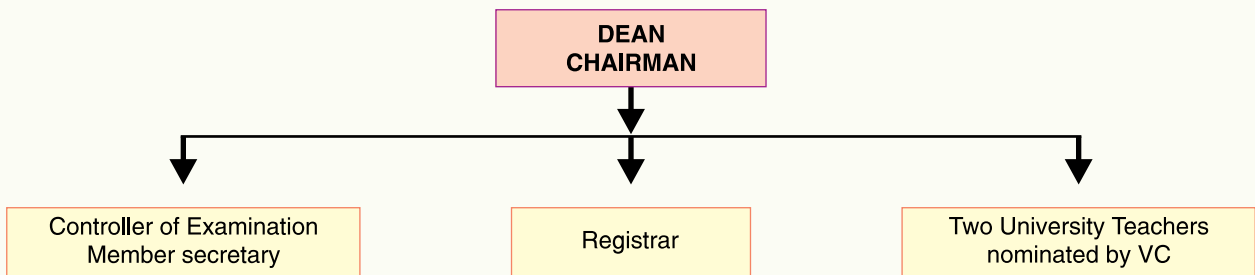 DEAN
CHAIRMAN
Controller of Examination
Member secretary
Registrar
Two University Teachers
nominated by VC